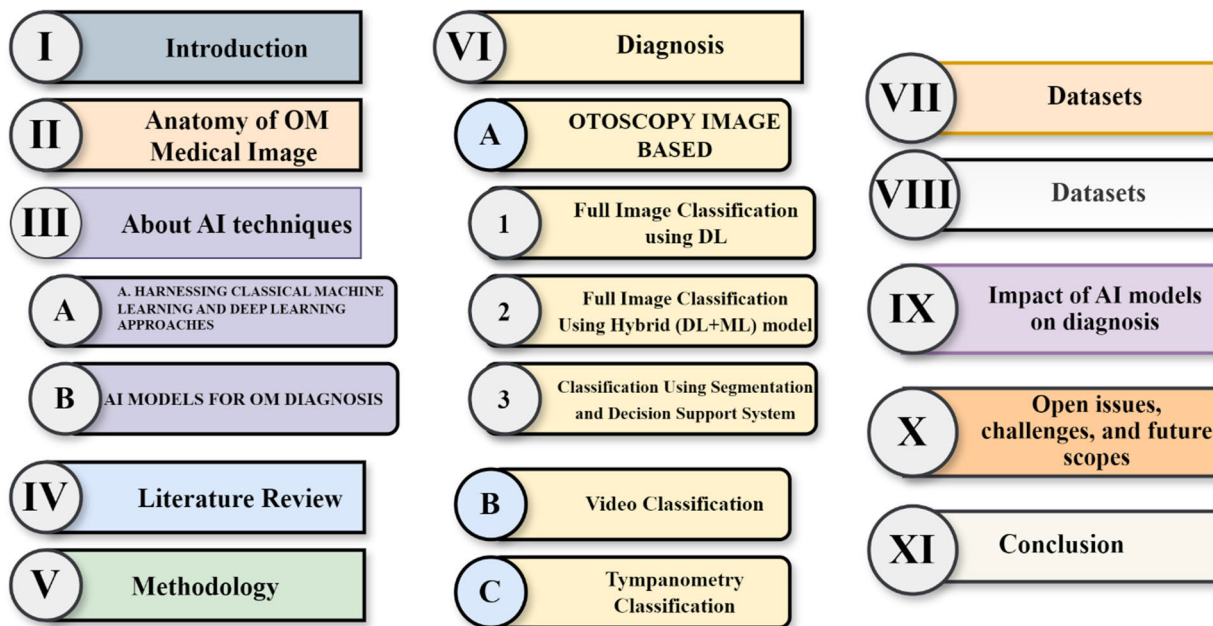 I
Introduction
II
Anatomy of OM
Medical Image
III
About AI techniques
A
A. HARNESSING CLASSICAL MACHINE
LEARNING AND DEEP LEARNING
APPROACHES
B
AI MODELS FOR OM DIAGNOSIS
IV
Literature Review
V
Methodology
VI
Diagnosis
A
OTOSCOPY IMAGE
BASED
1
Full Image Classification
using DL
2
Full Image Classification
Using Hybrid (DL+ML) model
3
Classification Using Segmentation
and Decision Support System
B
Video Classification
C
Tympanometry
Classification
VII
Datasets
VIII
Datasets
IX
Impact of AI models
on diagnosis
X
Open issues,
challenges, and future
scopes
XI
Conclusion